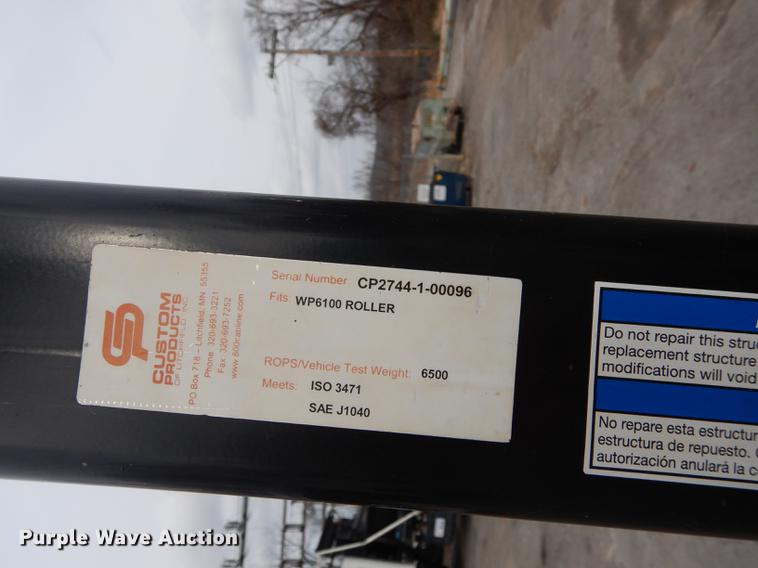 CUSTOM
PRODUCTS
OF LITCHFIELD, INC.
PO Box 718 – Litchfield, MN 55355
Phone 320-693-3221
Fax 320-693-7252
www.800cabline.com
Serial Number CP2744-1-00096
Fits: WP6100 ROLLER
ROPS/Vehicle Test Weight: 6500
Meets: ISO 3471
SAE J1040
Do not repair this struc
replacement structure
modifications will void
No repare esta estructur
estructura de repuesto.
autorización anulará la c
Purple Wave Auction